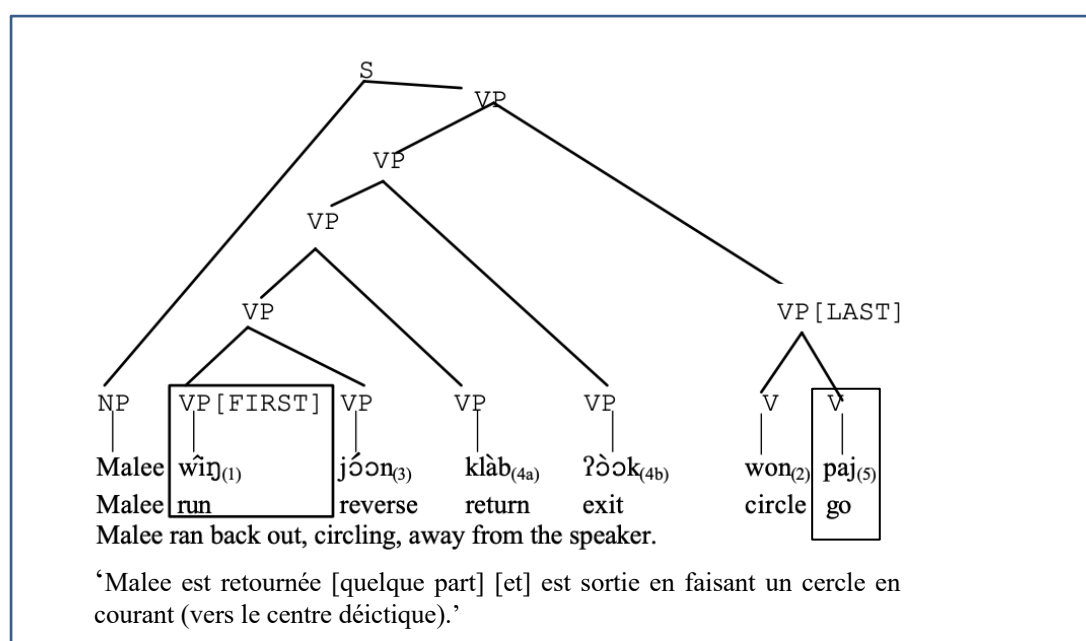 S
VP
VP
VP
VP VP[LAST]
NP VP[FIRST] VP VP VP V V
Malee wîŋ(1) jɔ́ɔn(3) klàb(4a) ʔɔ̀ɔk(4b) won(2) paj(5)
Malee run reverse return exit circle go
Malee ran back out, circling, away from the speaker.
‘Malee est retournée [quelque part] [et] est sortie en faisant un cercle en
courant (vers le centre déictique).’